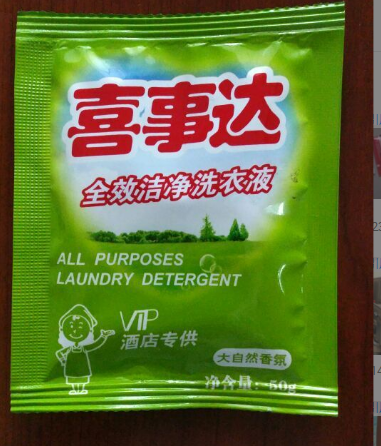 喜事达
全效洁净洗衣液
ALL PURPOSES
LAUNDRY DETERGENT
VIP
酒店专供
大自然香氛
净含量: 50g